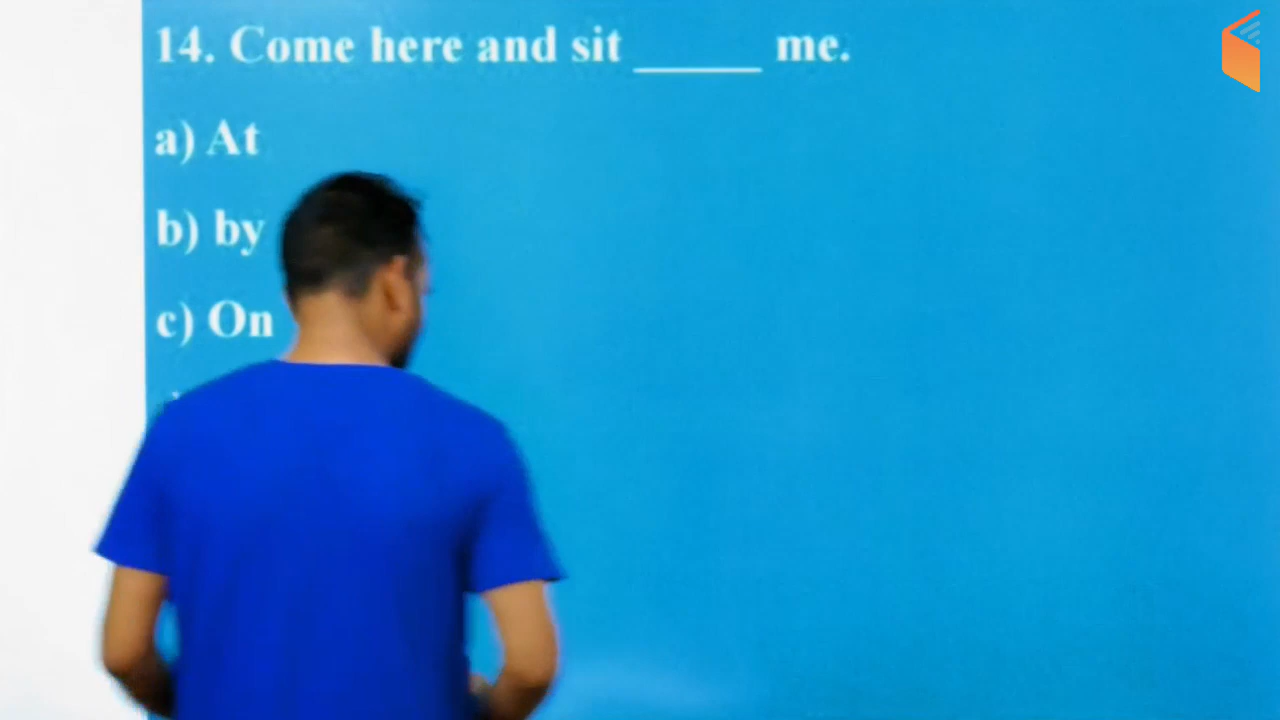 14. Come here and sit ______ me.
a) At
b) by
c) On